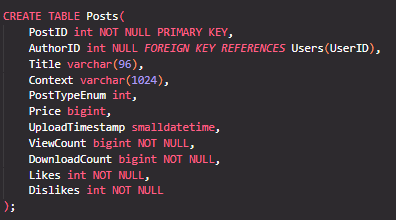 CREATE TABLE Posts(
    PostID int NOT NULL PRIMARY KEY,
    AuthorID int NULL FOREIGN KEY REFERENCES Users(UserID),
    Title varchar(96),
    Context varchar(1024),
    PostTypeEnum int,
    Price bigint,
    UploadTimestamp smalldatetime,
    ViewCount bigint NOT NULL,
    DownloadCount bigint NOT NULL,
    Likes int NOT NULL,
    Dislikes int NOT NULL
);